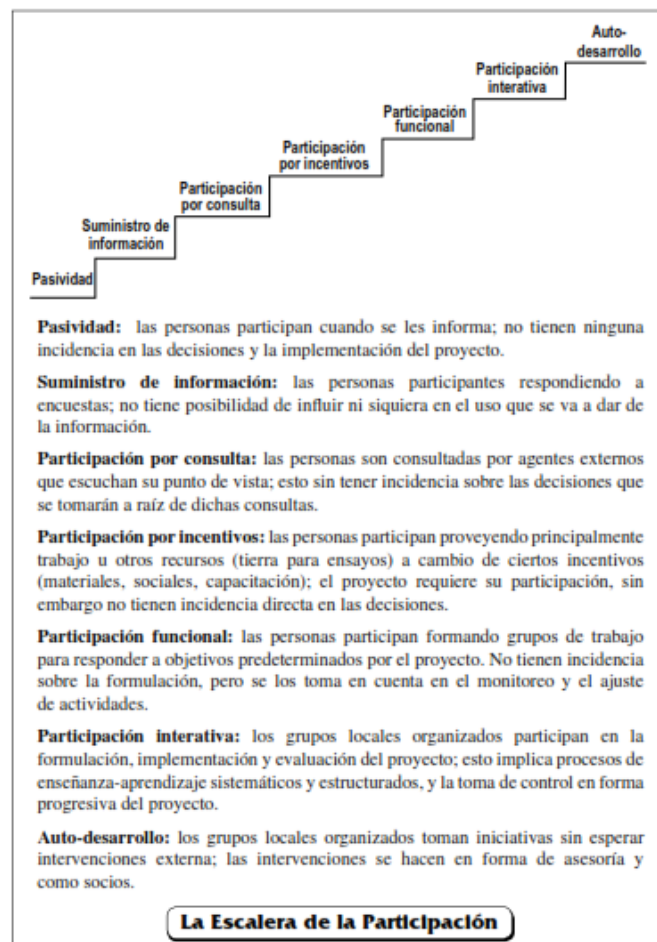 Auto-
desarrollo
Participación
interativa
Participación
funcional
Participación
por incentivos
Participación
por consulta
Suministro de
información
Pasividad
Pasividad: las personas participan cuando se les informa; no tienen ninguna
incidencia en las decisiones y la implementación del proyecto.
Suministro de información: las personas participantes respondiendo a
encuestas; no tiene posibilidad de influir ni siquiera en el uso que se va a dar de
la información.
Participación por consulta: las personas son consultadas por agentes externos
que escuchan su punto de vista; esto sin tener incidencia sobre las decisiones que
se tomarán a raíz de dichas consultas.
Participación por incentivos: las personas participan proveyendo principalmente
trabajo u otros recursos (tierra para ensayos) a cambio de ciertos incentivos
(materiales, sociales, capacitación); el proyecto requiere su participación, sin
embargo no tienen incidencia directa en las decisiones.
Participación funcional: las personas participan formando grupos de trabajo
para responder a objetivos predeterminados por el proyecto. No tienen incidencia
sobre la formulación, pero se los toma en cuenta en el monitoreo y el ajuste
de actividades.
Participación interativa: los grupos locales organizados participan en la
formulación, implementación y evaluación del proyecto; esto implica procesos de
enseñanza-aprendizaje sistemáticos y estructurados, y la toma de control en forma
progresiva del proyecto.
Auto-desarrollo: los grupos locales organizados toman iniciativas sin esperar
intervenciones externa; las intervenciones se hacen en forma de asesoría y
como socios.
La Escalera de la Participación